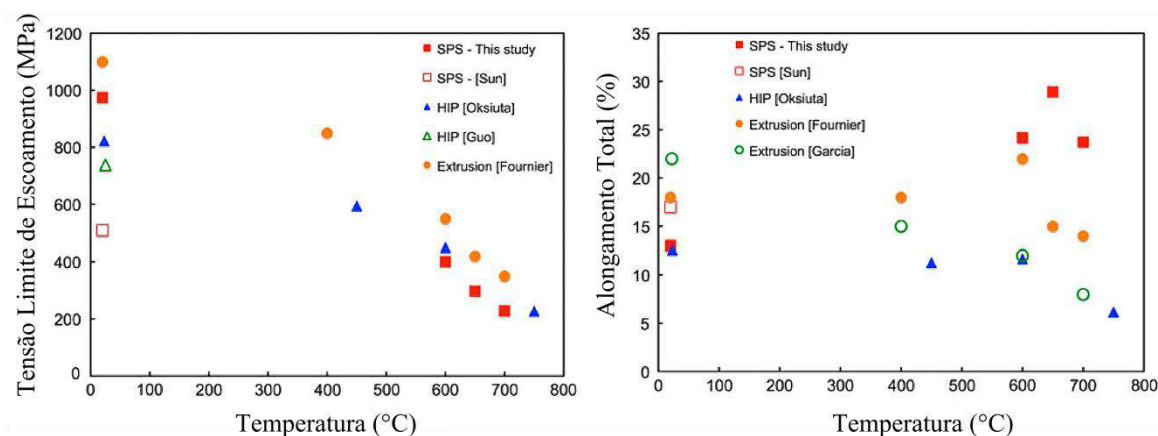 Tensão Limite de Escoamento (MPa)
1200
1000
800
600
400
200
0
SPS - This study
SPS - [Sun]
HIP [Oksiuta]
HIP [Guo]
Extrusion [Fournier]
0 100 200 300 400 500 600 700 800
Temperatura (°C)
Alongamento Total (%)
35
30
25
20
15
10
5
0
SPS - This study
SPS [Sun]
HIP [Oksiuta]
Extrusion [Fournier]
Extrusion [Garcia]
0 100 200 300 400 500 600 700 800
Temperatura (°C)